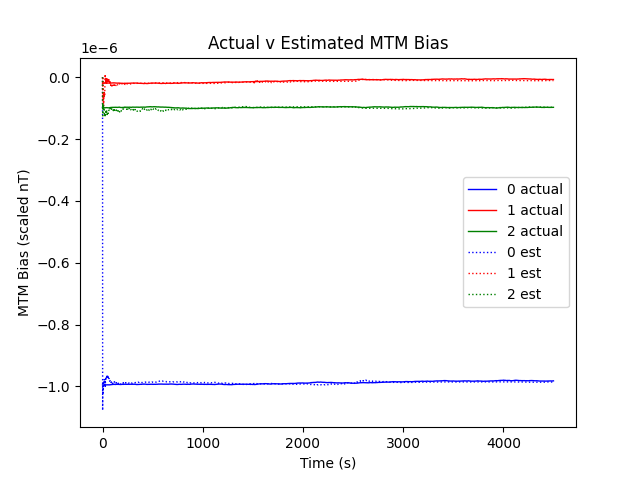 Actual v Estimated MTM Bias
1e−6
0.0
−0.2
−0.4
−0.6
−0.8
−1.0
MTM Bias (scaled nT)
0 actual
1 actual
2 actual
0 est
1 est
2 est
0
1000
2000
3000
4000
Time (s)